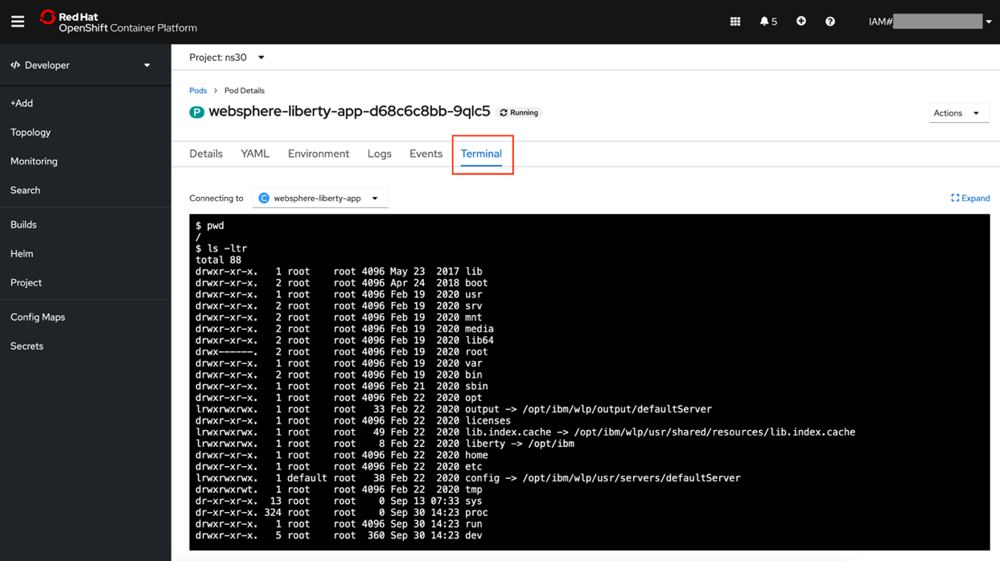 Red Hat
OpenShift Container Platform
5
IAM#
Developer
Project: ns30
+Add
Topology
Monitoring
Search
Builds
Helm
Project
Config Maps
Secrets
Pods > Pod Details
P websphere-liberty-app-d68c6c8bb-9qlc5 Running
Actions
Details YAML Environment Logs Events Terminal
Connecting to C websphere-liberty-app
Expand
$ pwd
/
$ ls -ltr
total 88
drwxr-xr-x. 1 root root 4096 May 23 2017 lib
drwxr-xr-x. 2 root root 4096 Apr 24 2018 boot
drwxr-xr-x. 1 root root 4096 Feb 19 2020 usr
drwxr-xr-x. 2 root root 4096 Feb 19 2020 srv
drwxr-xr-x. 2 root root 4096 Feb 19 2020 mnt
drwxr-xr-x. 2 root root 4096 Feb 19 2020 media
drwxr-xr-x. 2 root root 4096 Feb 19 2020 lib64
drwx------. 2 root root 4096 Feb 19 2020 root
drwxr-xr-x. 1 root root 4096 Feb 19 2020 var
drwxr-xr-x. 2 root root 4096 Feb 19 2020 bin
drwxr-xr-x. 1 root root 4096 Feb 21 2020 sbin
drwxr-xr-x. 1 root root 4096 Feb 22 2020 opt
lrwxrwxrwx. 1 root root 33 Feb 22 2020 output -> /opt/ibm/wlp/output/defaultServer
drwxr-xr-x. 1 root root 4096 Feb 22 2020 licenses
lrwxrwxrwx. 1 root root 49 Feb 22 2020 lib.index.cache -> /opt/ibm/wlp/usr/shared/resources/lib.index.cache
lrwxrwxrwx. 1 root root 8 Feb 22 2020 liberty -> /opt/ibm
drwxr-xr-x. 1 root root 4096 Feb 22 2020 home
drwxr-xr-x. 1 root root 4096 Feb 22 2020 etc
lrwxrwxrwx. 1 default root 38 Feb 22 2020 config -> /opt/ibm/wlp/usr/servers/defaultServer
drwxrwxrwt. 1 root root 4096 Feb 22 2020 tmp
dr-xr-xr-x. 13 root root 0 Sep 13 07:33 sys
dr-xr-xr-x. 324 root root 0 Sep 30 14:23 proc
drwxr-xr-x. 1 root root 4096 Sep 30 14:23 run
drwxr-xr-x. 5 root root 360 Sep 30 14:23 dev